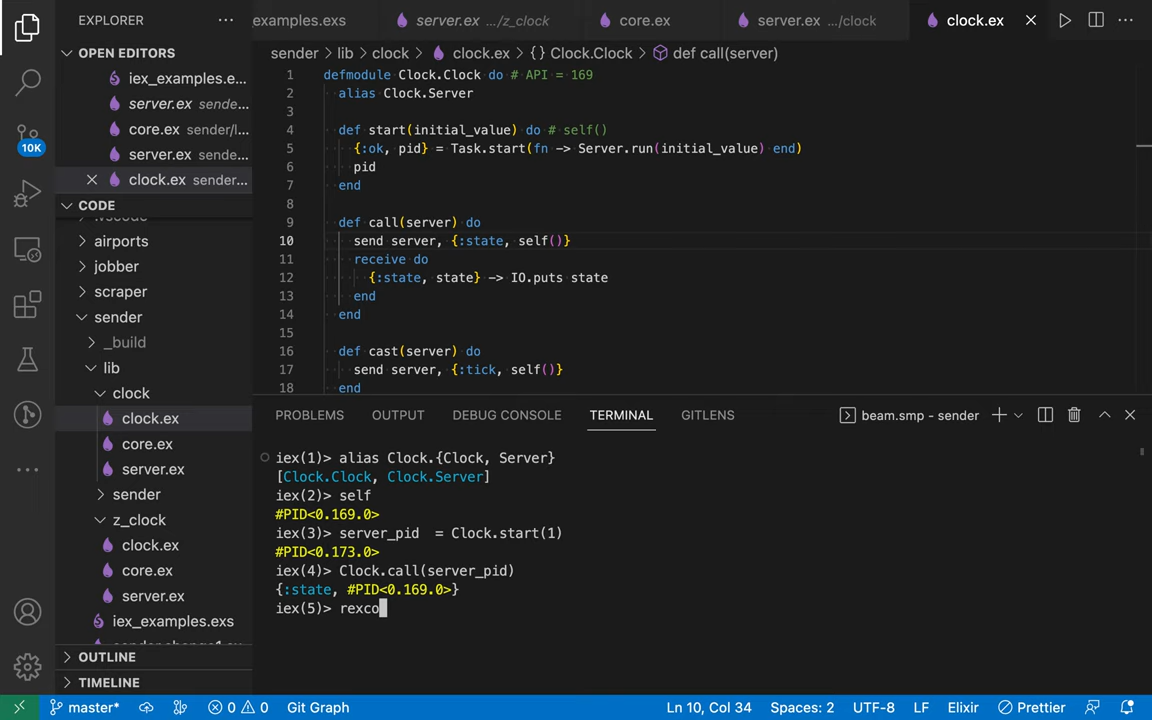 EXPLORER
OPEN EDITORS
iex_examples.e...
server.ex sende...
core.ex sender/l...
server.ex sende...
clock.ex sender...
CODE
airports
jobber
scraper
sender
_build
lib
clock
clock.ex
core.ex
server.ex
sender
z_clock
clock.ex
core.ex
server.ex
iex_examples.exs
OUTLINE
TIMELINE
10K
examples.exs
server.ex .../z_clock
core.ex
server.ex .../clock
clock.ex
sender > lib > clock > clock.ex > {} Clock.Clock > def call(server)
1 defmodule Clock.Clock do # API = 169
2 alias Clock.Server
3
4 def start(initial_value) do # self()
5 {:ok, pid} = Task.start(fn -> Server.run(initial_value) end)
6 pid
7 end
8
9 def call(server) do
10 send server, {:state, self()}
11 receive do
12 {:state, state} -> IO.puts state
13 end
14 end
15
16 def cast(server) do
17 send server, {:tick, self()}
18 end
PROBLEMS OUTPUT DEBUG CONSOLE TERMINAL GITLENS
beam.smp - sender
iex(1)> alias Clock.{Clock, Server}
[Clock.Clock, Clock.Server]
iex(2)> self
#PID<0.169.0>
iex(3)> server_pid  = Clock.start(1)
#PID<0.173.0>
iex(4)> Clock.call(server_pid)
{:state, #PID<0.169.0>}
iex(5)> rexco
master* 0 0 Git Graph Ln 10, Col 34 Spaces: 2 UTF-8 LF Elixir Prettier